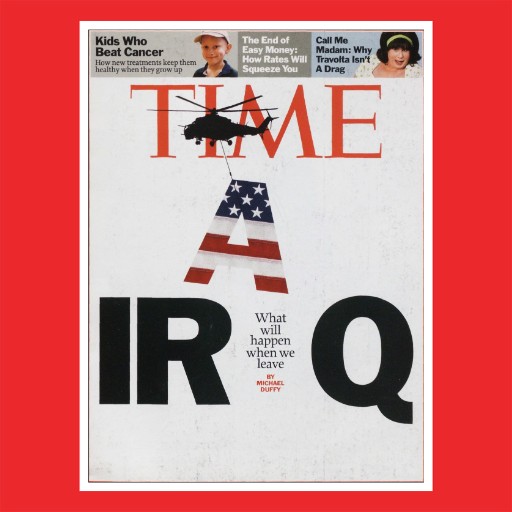 Kids Who
Beat Cancer
How new treatments keep them
healthy when they grow up
The End of
Easy Money:
How Rates Will
Squeeze You
Call Me
Madam: Why
Travolta Isn't
A Drag
TIME
A
IR Q
What
will
happen
when we
leave
BY
MICHAEL
DUFFY